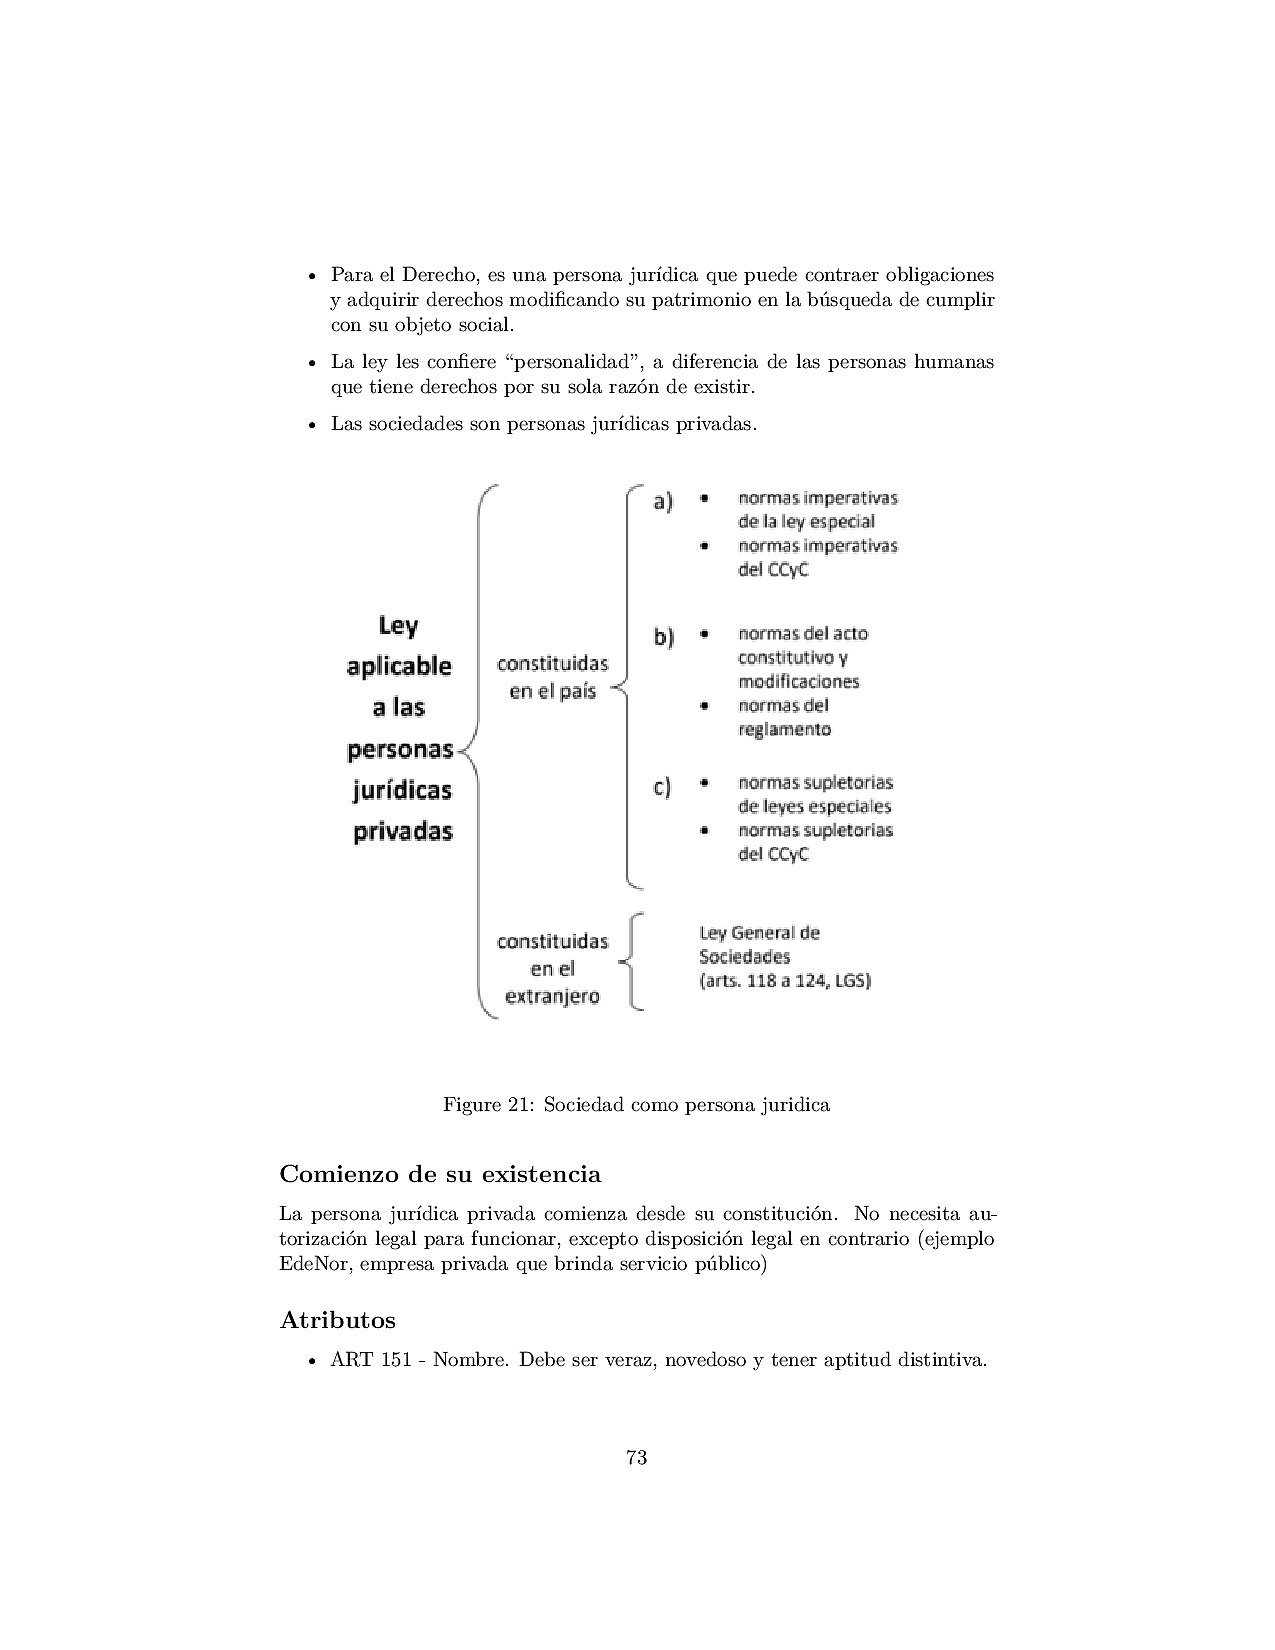 • Para el Derecho, es una persona jurídica que puede contraer obligaciones
y adquirir derechos modificando su patrimonio en la búsqueda de cumplir
con su objeto social.
• La ley les confiere “personalidad”, a diferencia de las personas humanas
que tiene derechos por su sola razón de existir.
• Las sociedades son personas jurídicas privadas.
Ley
aplicable
a las
personas
jurídicas
privadas
constituidas
en el país
a) • normas imperativas
de la ley especial
• normas imperativas
del CCyC
b) • normas del acto
constitutivo y
modificaciones
• normas del
reglamento
c) • normas supletorias
de leyes especiales
• normas supletorias
del CCyC
constituidas
en el
extranjero
Ley General de
Sociedades
(arts. 118 a 124, LGS)
Figure 21: Sociedad como persona juridica
Comienzo de su existencia
La persona jurídica privada comienza desde su constitución. No necesita au-
torización legal para funcionar, excepto disposición legal en contrario (ejemplo
EdeNor, empresa privada que brinda servicio público)
Atributos
• ART 151 - Nombre. Debe ser veraz, novedoso y tener aptitud distintiva.
73